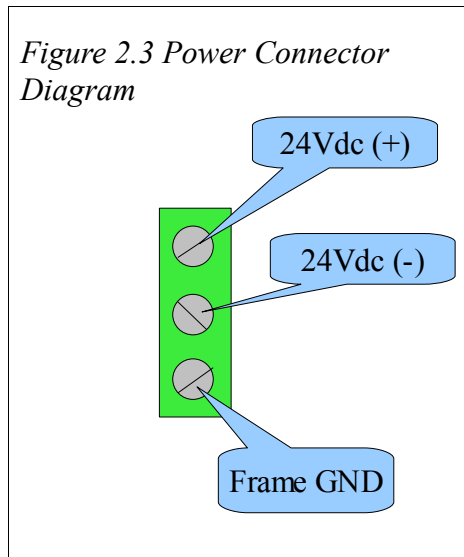 Figure 2.3 Power Connector
Diagram
24Vdc (+)
24Vdc (-)
Frame GND